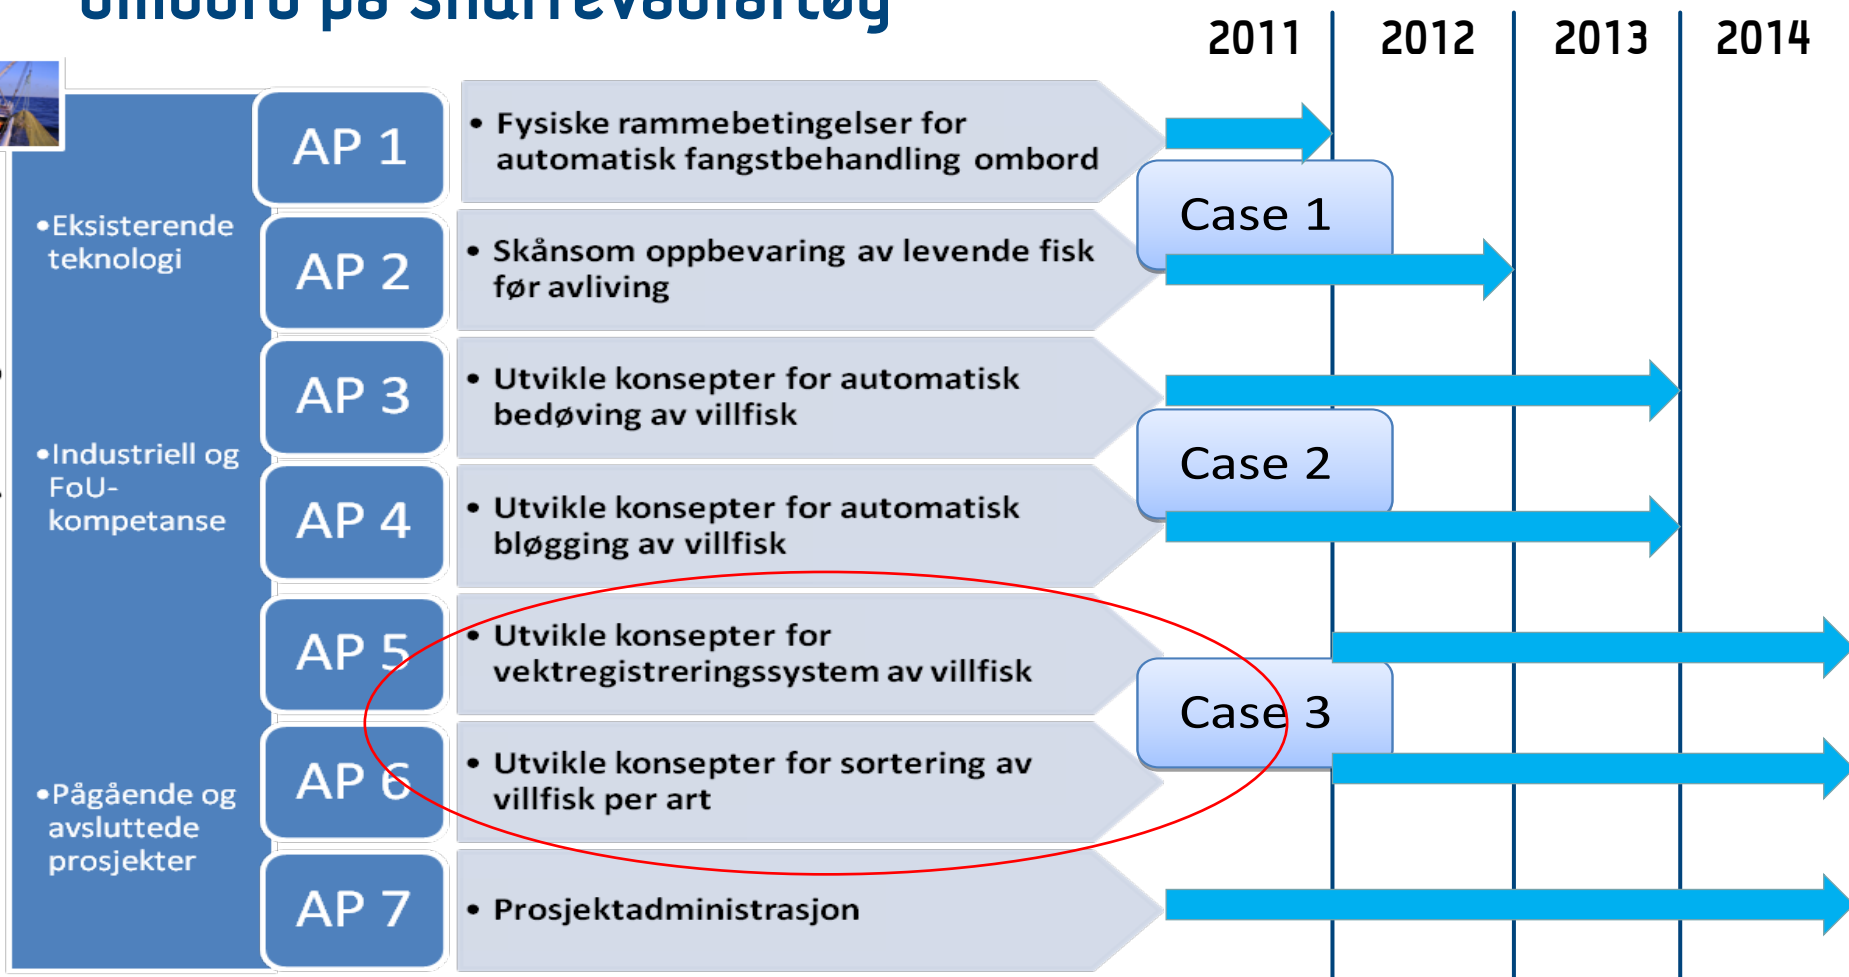 ombord på snurrevadfartøy
2011 2012 2013 2014
•Eksisterende
teknologi
•Industriell og
FoU-
kompetanse
•Pågående og
avsluttede
prosjekter
AP 1
• Fysiske rammebetingelser for
automatisk fangstbehandling ombord
Case 1
AP 2
• Skånsom oppbevaring av levende fisk
før avliving
AP 3
• Utvikle konsepter for automatisk
bedøving av villfisk
Case 2
AP 4
• Utvikle konsepter for automatisk
bløgging av villfisk
AP 5
• Utvikle konsepter for
vektregistreringssystem av villfisk
Case 3
AP 6
• Utvikle konsepter for sortering av
villfisk per art
AP 7
• Prosjektadministrasjon